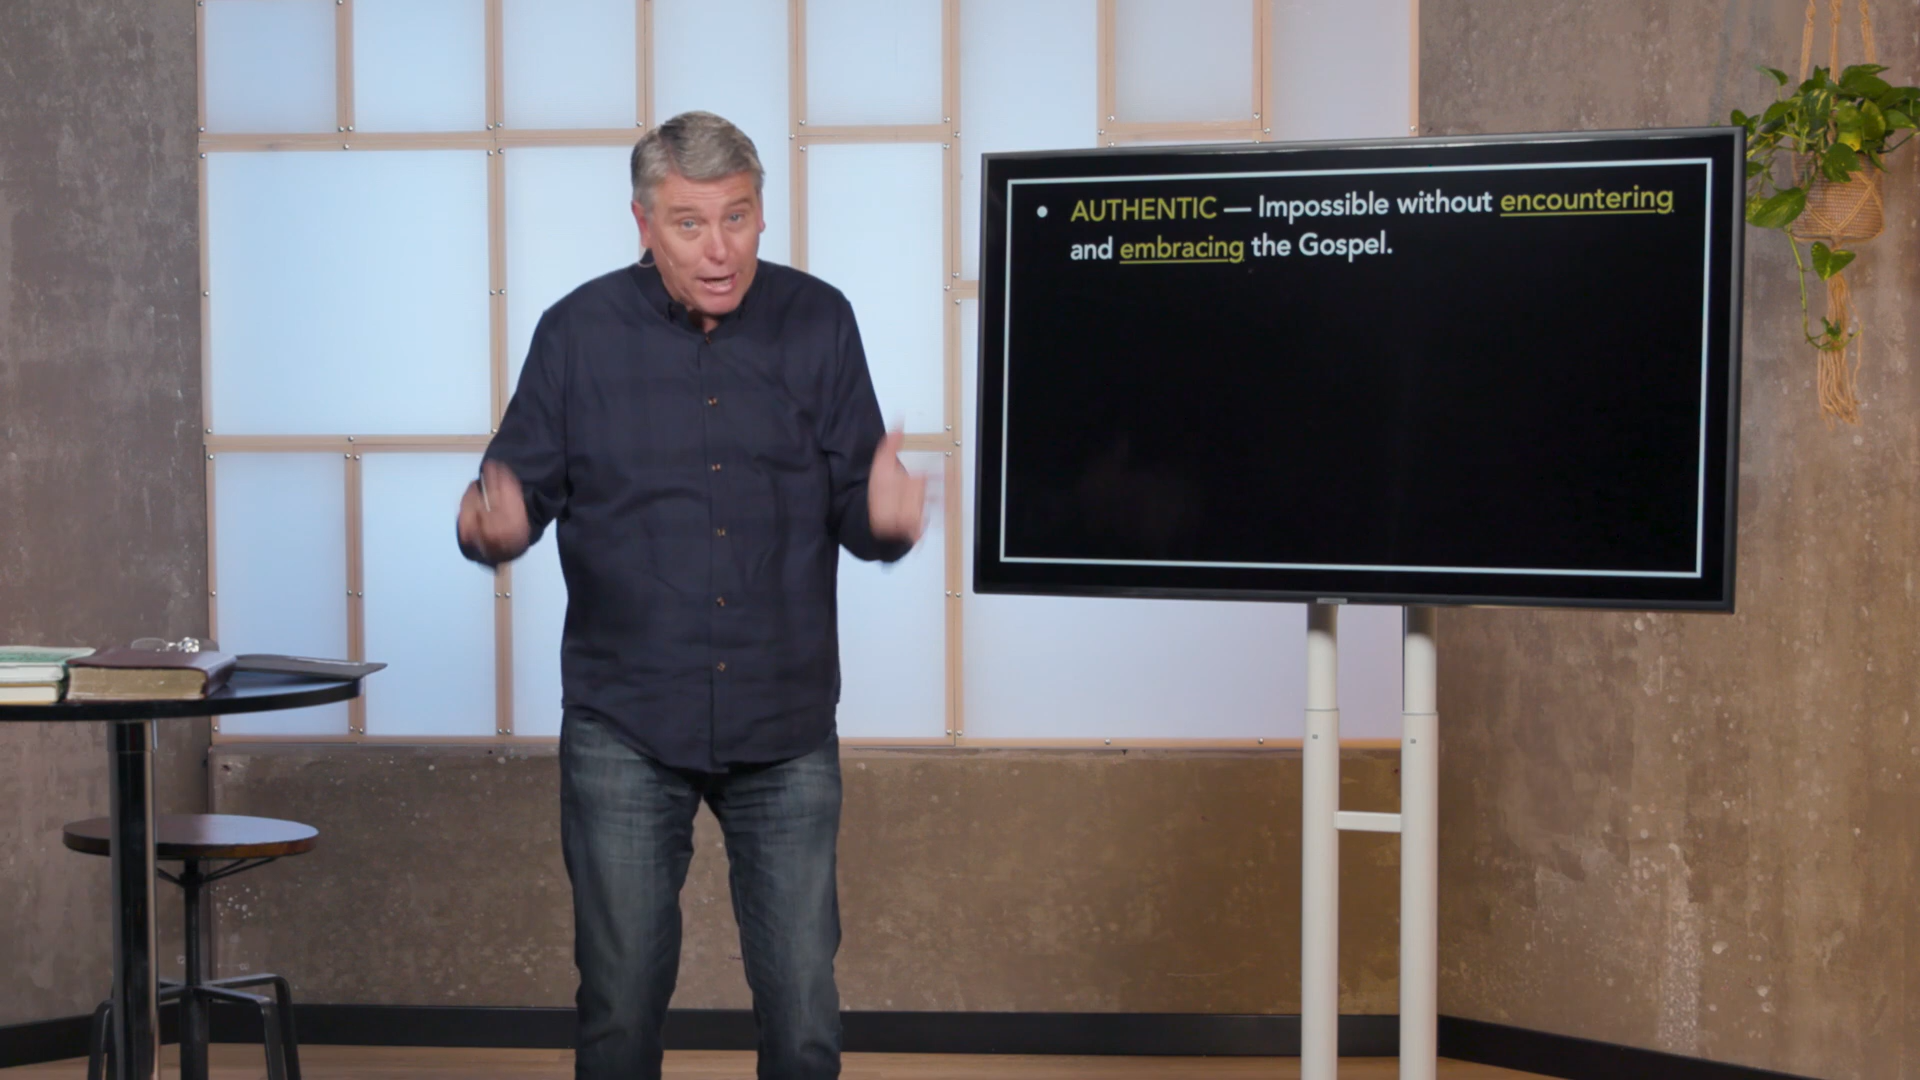 • AUTHENTIC — Impossible without encountering
and embracing the Gospel.